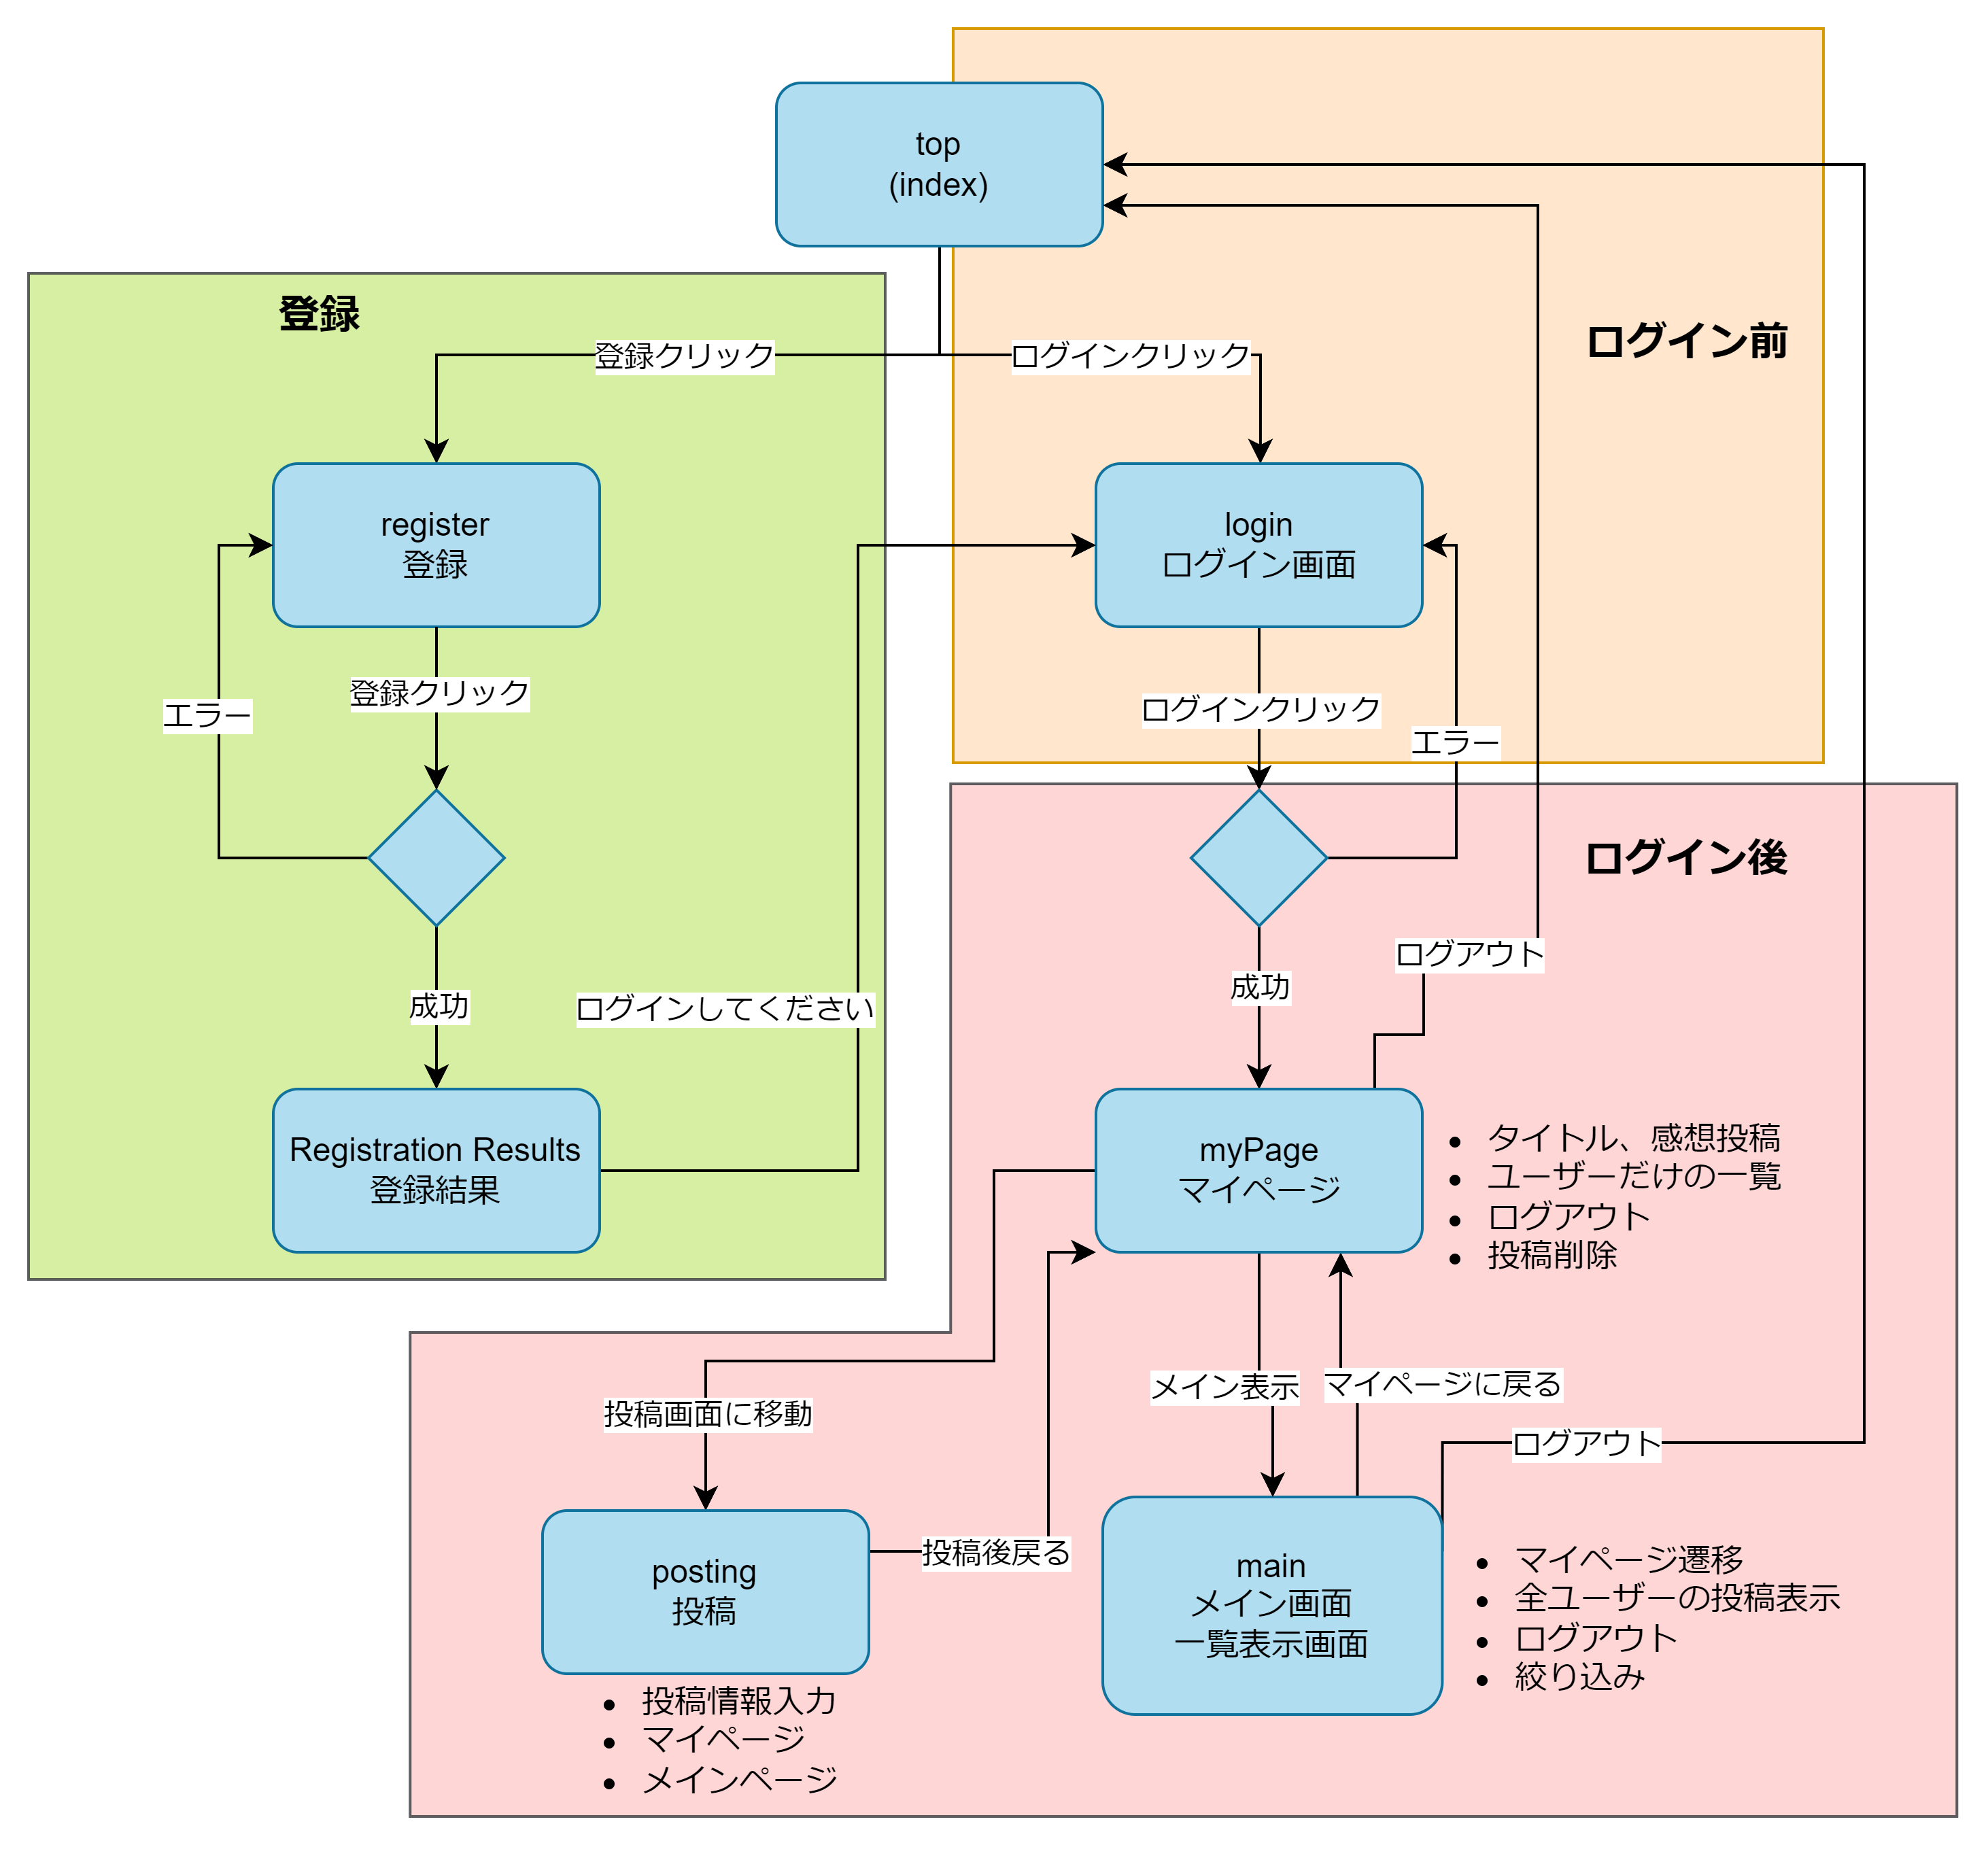 top
(index)
登録
ログイン前
登録クリック
ログインクリック
register
登録
login
ログイン画面
エラー
登録クリック
ログインクリック
エラー
ログイン後
成功
ログインしてください
成功
ログアウト
Registration Results
登録結果
myPage
マイページ
タイトル、感想投稿
ユーザーだけの一覧
ログアウト
投稿削除
投稿画面に移動
メイン表示
マイページに戻る
ログアウト
投稿後戻る
posting
投稿
main
メイン画面
一覧表示画面
マイページ遷移
全ユーザーの投稿表示
ログアウト
絞り込み
投稿情報入力
マイページ
メインページ